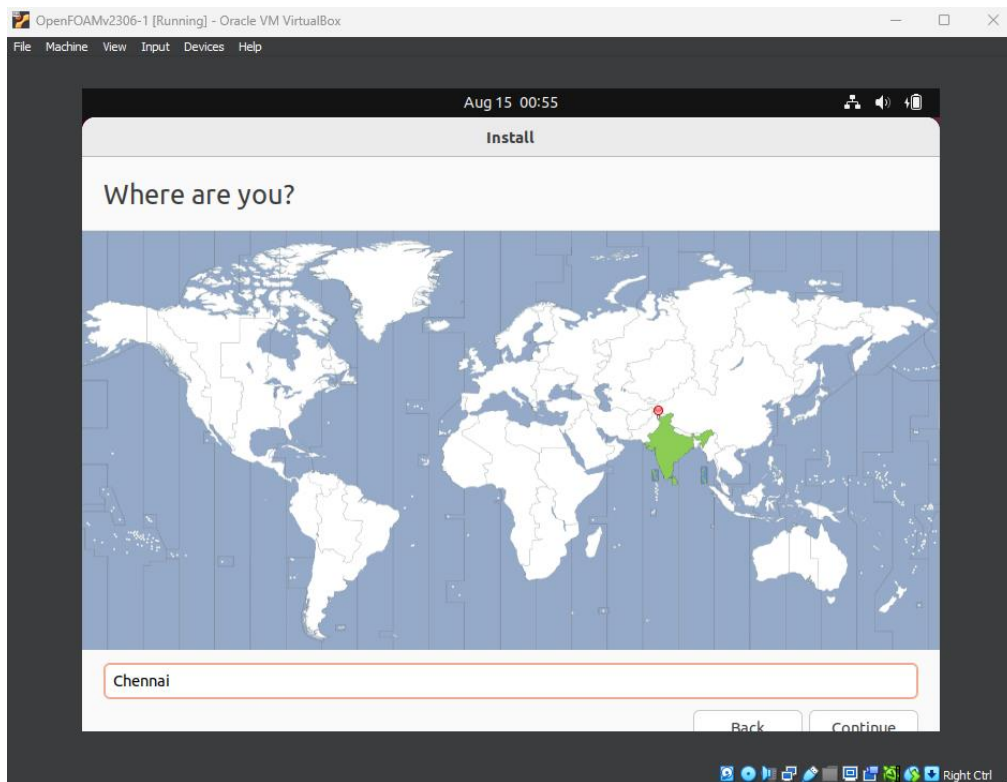 OpenFOAMv2306-1 [Running] - Oracle VM VirtualBox
File Machine View Input Devices Help
Aug 15 00:55
Install
Where are you?
Chennai
Back Continue
Right Ctrl